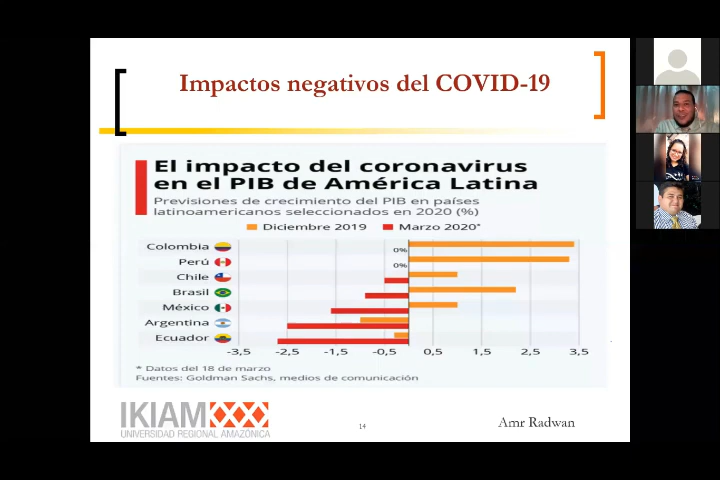 Impactos negativos del COVID-19
El impacto del coronavirus
en el PIB de América Latina
Previsiones de crecimiento del PIB en países
latinoamericanos seleccionados en 2020 (%)
Diciembre 2019 Marzo 2020*
Colombia 0%
Perú 0%
Chile
Brasil
México
Argentina
Ecuador
-3,5 -2,5 -1,5 -0,5 0,5 1,5 2,5 3,5
* Datos del 18 de marzo
Fuentes: Goldman Sachs, medios de comunicación
IKIAM
UNIVERSIDAD REGIONAL AMAZÓNICA
14
Amr Radwan